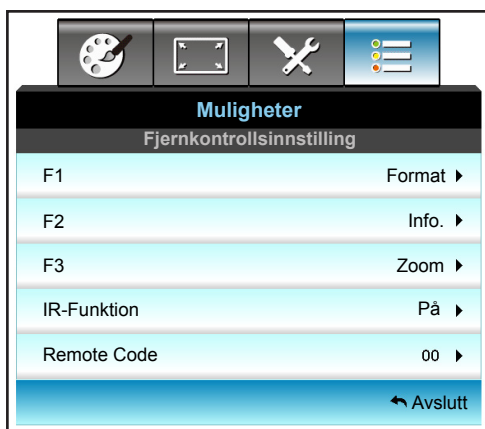 Muligheter
Fjernkontrollsinnstilling
F1 Format
F2 Info.
F3 Zoom
IR-Funktion På
Remote Code 00
Avslutt